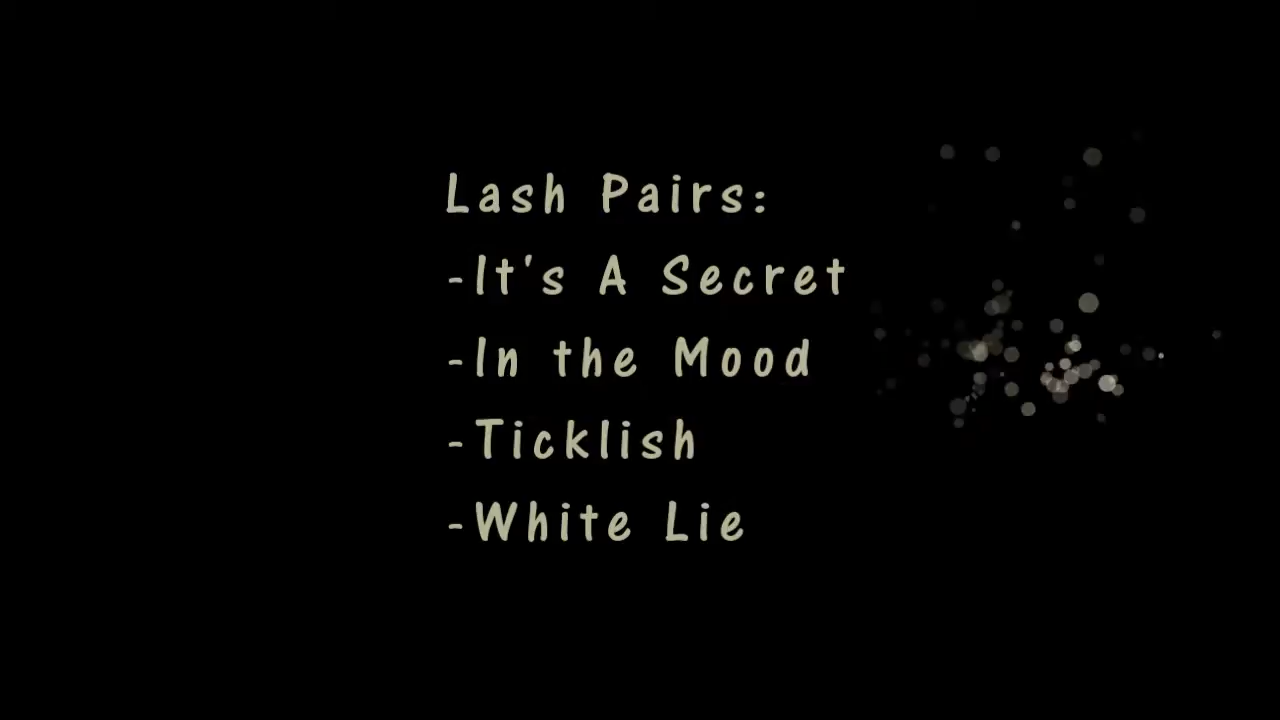 Lash Pairs:
-It's A Secret
-In the Mood
-Ticklish
-White Lie